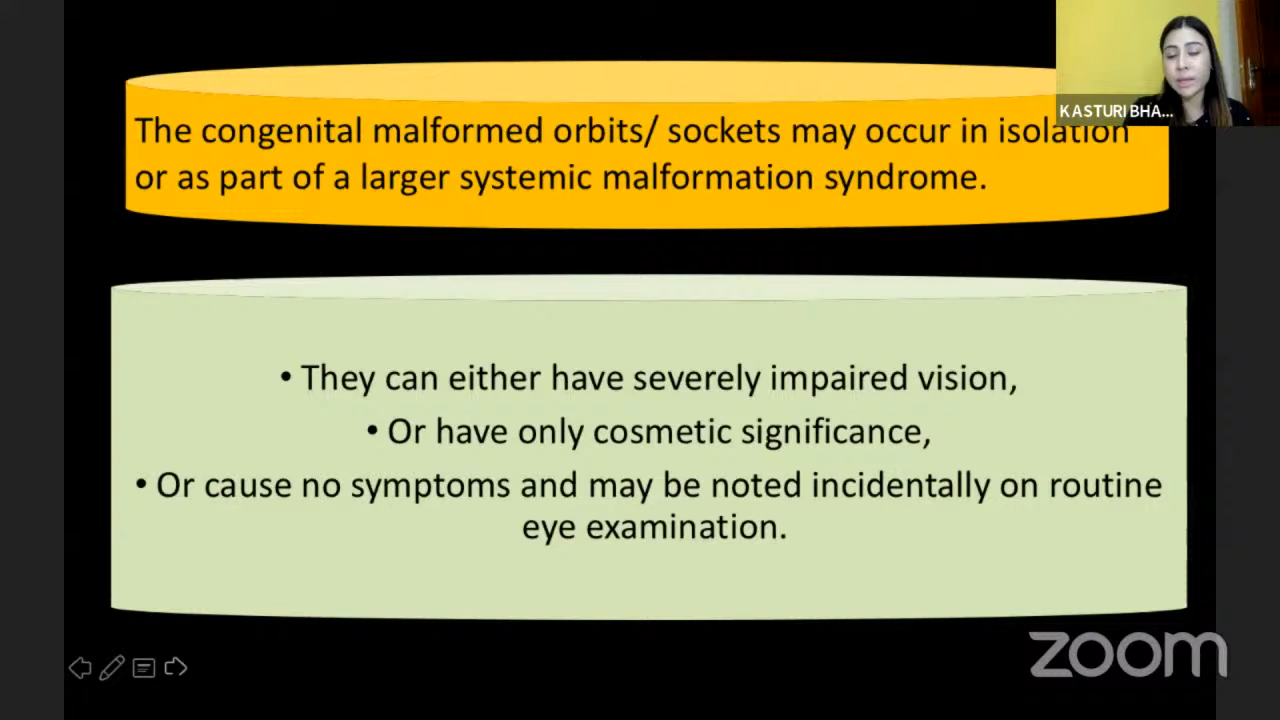 KASTURI BHA...
The congenital malformed orbits/ sockets may occur in isolation
or as part of a larger systemic malformation syndrome.
• They can either have severely impaired vision,
• Or have only cosmetic significance,
• Or cause no symptoms and may be noted incidentally on routine
eye examination.
zoom